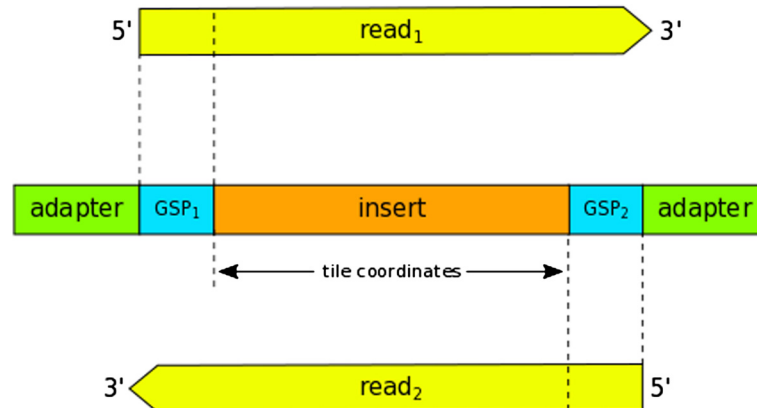 5' read₁ 3'
adapter GSP₁ insert GSP₂ adapter
tile coordinates
3' read₂ 5'